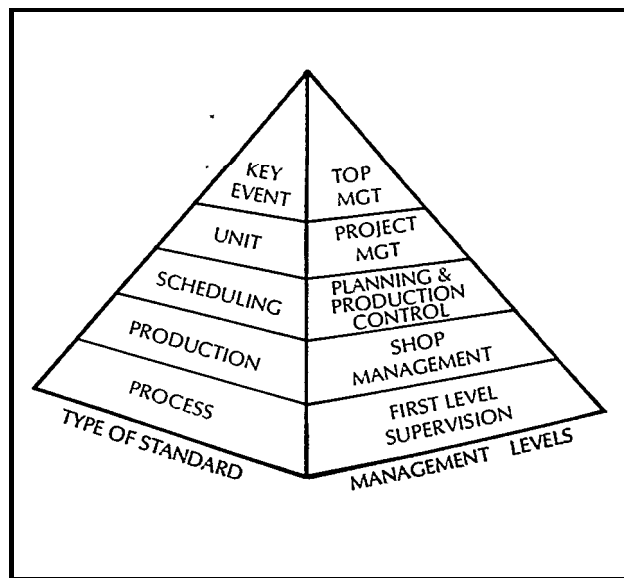 KEY
EVENT
TOP
MGT
UNIT
PROJECT
MGT
SCHEDULING
PLANNING &
PRODUCTION
CONTROL
PRODUCTION
SHOP
MANAGEMENT
PROCESS
FIRST LEVEL
SUPERVISION
TYPE OF STANDARD
MANAGEMENT LEVELS